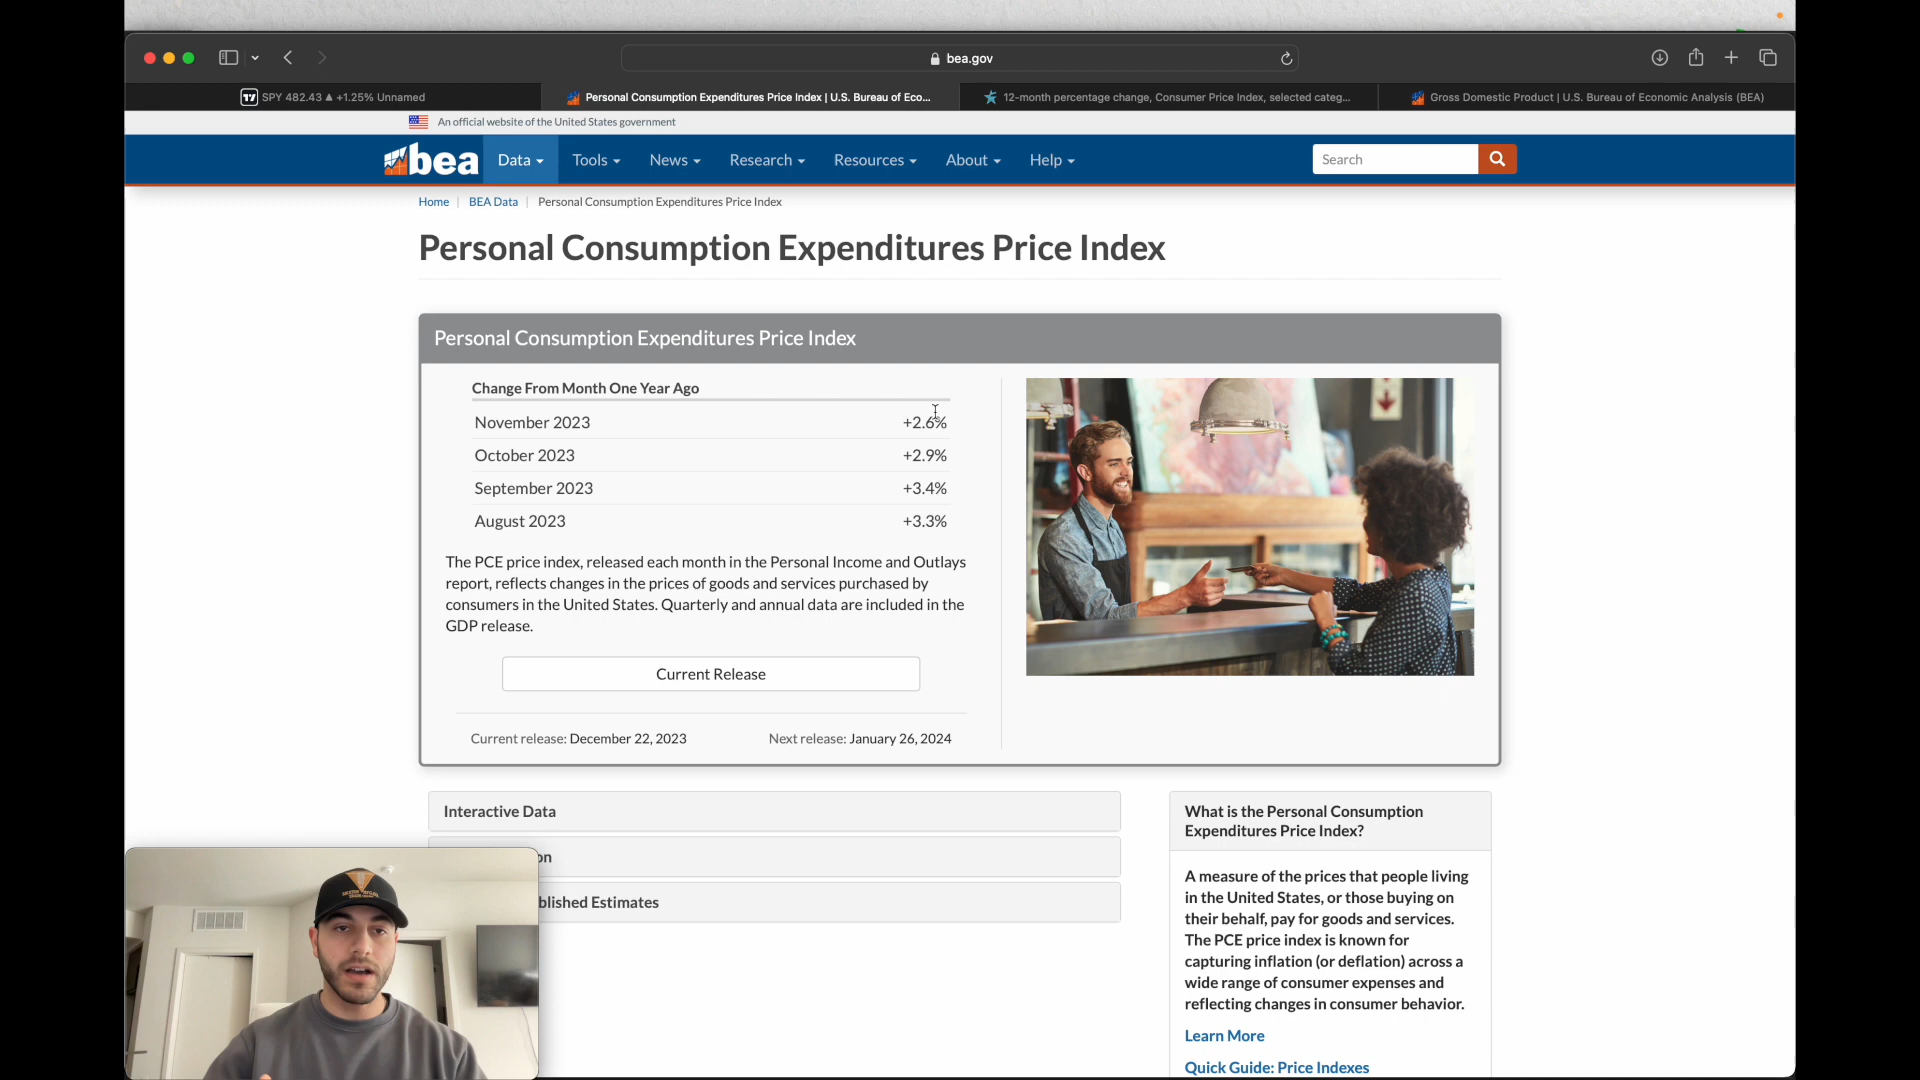 bea.gov
SPY 482.43 ▲ +1.25% Unnamed
Personal Consumption Expenditures Price Index | U.S. Bureau of Eco...
12-month percentage change, Consumer Price Index, selected categ...
Gross Domestic Product | U.S. Bureau of Economic Analysis (BEA)
An official website of the United States government
bea
Data
Tools
News
Research
Resources
About
Help
Search
Home
BEA Data
Personal Consumption Expenditures Price Index
Personal Consumption Expenditures Price Index
Personal Consumption Expenditures Price Index
Change From Month One Year Ago
November 2023 +2.6%
October 2023 +2.9%
September 2023 +3.4%
August 2023 +3.3%
The PCE price index, released each month in the Personal Income and Outlays
report, reflects changes in the prices of goods and services purchased by
consumers in the United States. Quarterly and annual data are included in the
GDP release.
Current Release
Current release: December 22, 2023
Next release: January 26, 2024
Interactive Data
on
blished Estimates
What is the Personal Consumption
Expenditures Price Index?
A measure of the prices that people living
in the United States, or those buying on
their behalf, pay for goods and services.
The PCE price index is known for
capturing inflation (or deflation) across a
wide range of consumer expenses and
reflecting changes in consumer behavior.
Learn More
Quick Guide: Price Indexes